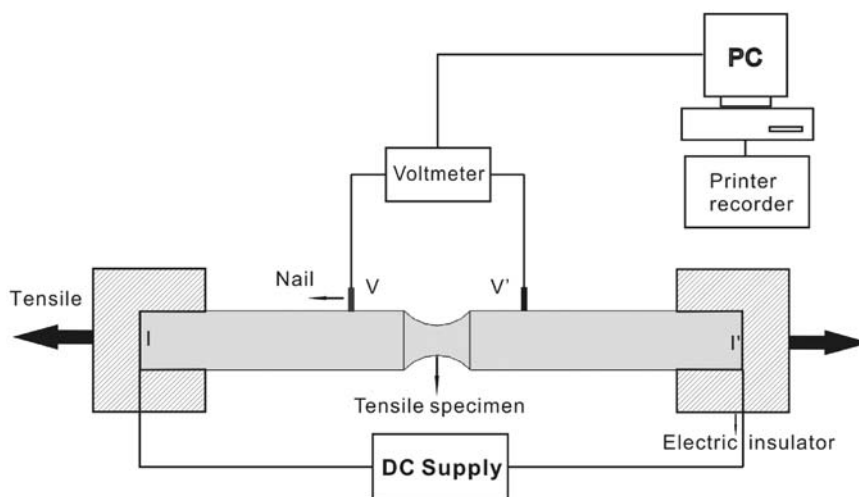 PC
Voltmeter
Printer
recorder
Nail
V
V'
Tensile
I
I'
Tensile specimen
Electric insulator
DC Supply